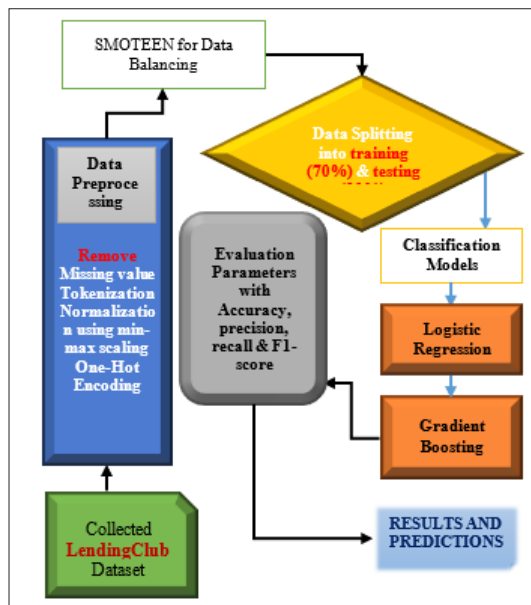 SMOTEEN for Data
Balancing
Data Splitting
into training
(70%) & testing
Data
Preproce
ssing
Remove
Missing value
Tokenization
Normalizatio
n using min-
max scaling
One-Hot
Encoding
Evaluation
Parameters
with
Accuracy,
precision,
recall & F1-
score
Classification
Models
Logistic
Regression
Gradient
Boosting
Collected
LendingClub
Dataset
RESULTS AND
PREDICTIONS